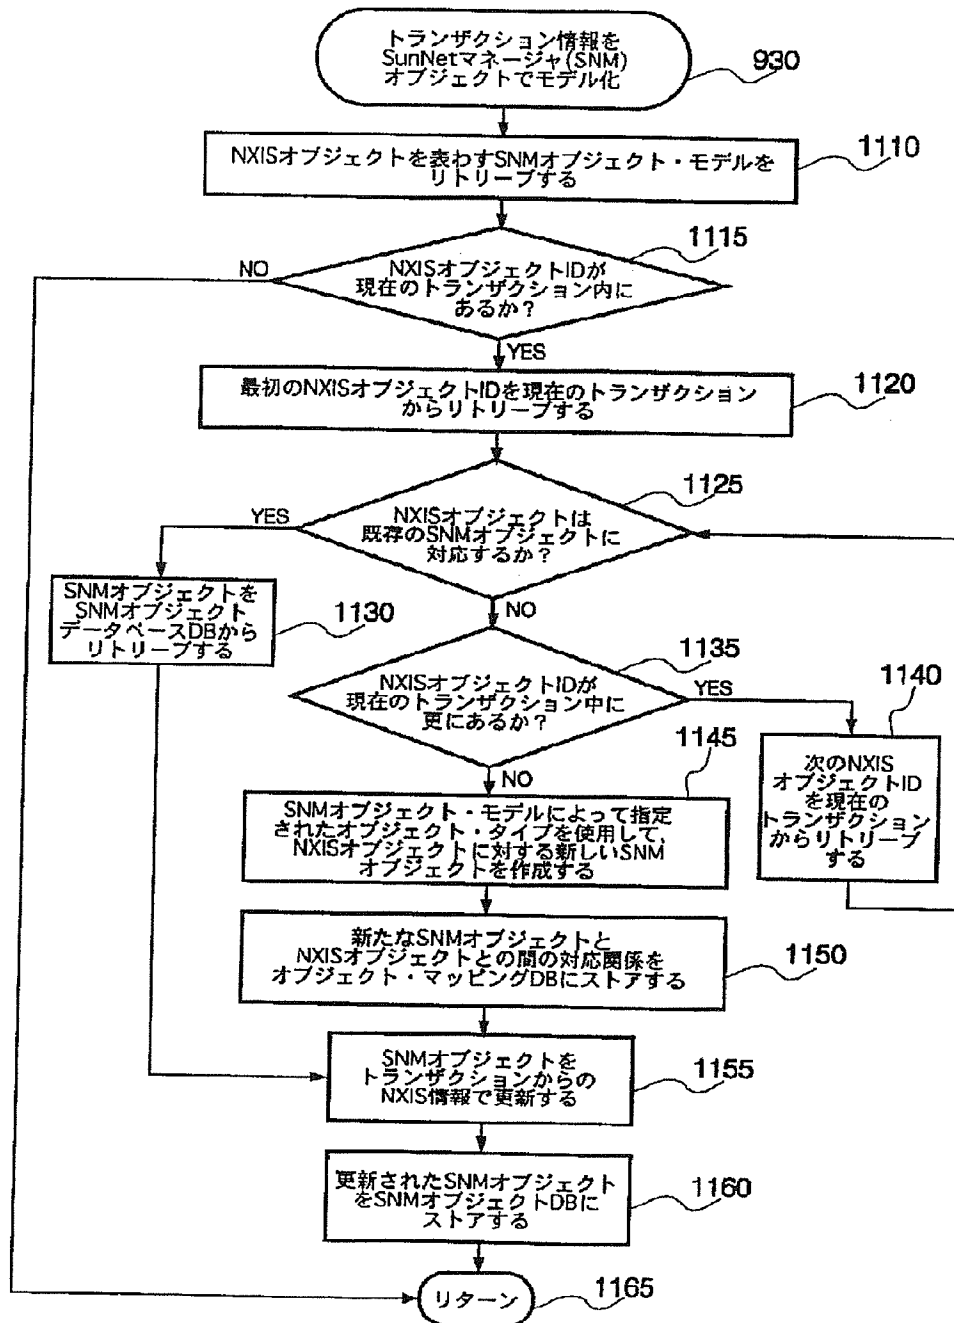 トランザクション情報を
SunNetマネージャ(SNM)
オブジェクトでモデル化
930
NXISオブジェクトを表わすSNMオブジェクト・モデルを
リトリーブする
1110
NXISオブジェクトIDが
現在のトランザクション内に
あるか？
1115
NO
YES
最初のNXISオブジェクトIDを現在のトランザクション
からリトリーブする
1120
NXISオブジェクトは
既存のSNMオブジェクトに
対応するか？
1125
YES
NO
SNMオブジェクトを
SNMオブジェクト
データベースDBから
リトリーブする
1130
NXISオブジェクトIDが
現在のトランザクション中に
更にあるか？
1135
YES
NO
次のNXIS
オブジェクトID
を現在の
トランザクション
からリトリーブ
する
1140
SNMオブジェクト・モデルによって指定
されたオブジェクト・タイプを使用して、
NXISオブジェクトに対する新しいSNM
オブジェクトを作成する
1145
新たなSNMオブジェクトと
NXISオブジェクトとの間の対応関係を
オブジェクト・マッピングDBにストアする
1150
SNMオブジェクトを
トランザクションからの
NXIS情報で更新する
1155
更新されたSNMオブジェクト
をSNMオブジェクトDBに
ストアする
1160
リターン
1165